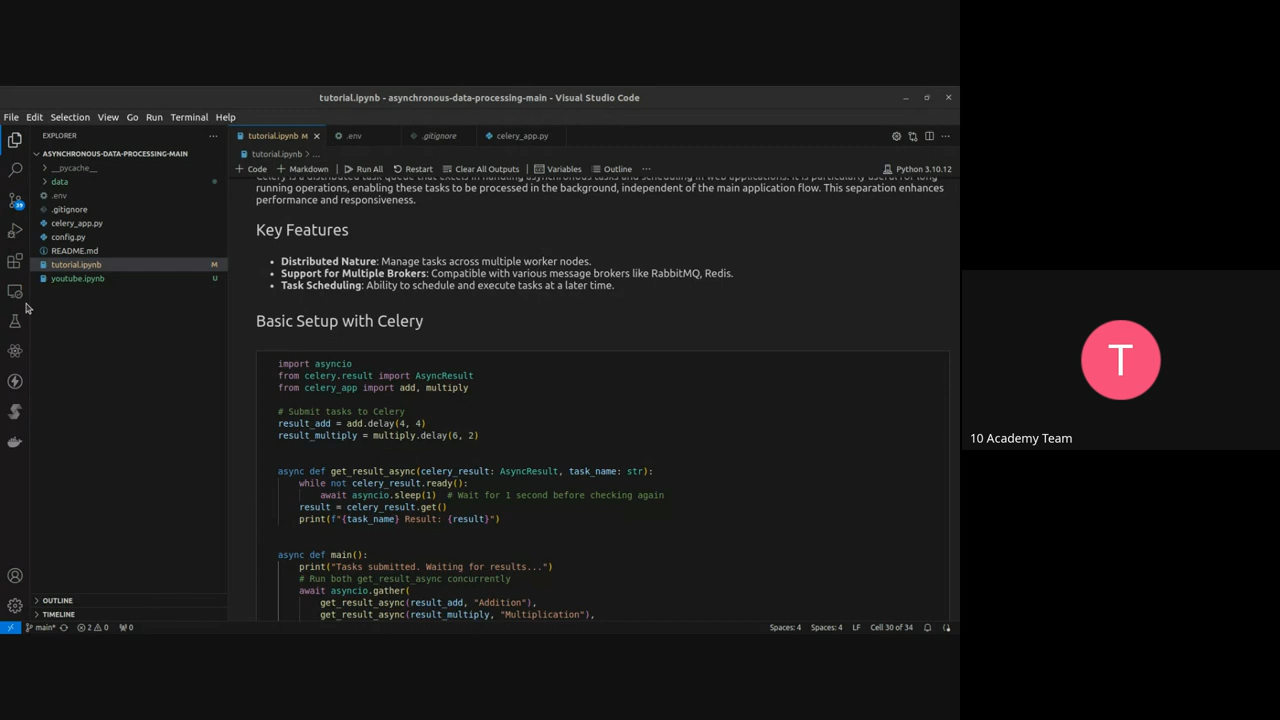 tutorial.ipynb - asynchronous-data-processing-main - Visual Studio Code
File Edit Selection View Go Run Terminal Help
EXPLORER
ASYNCHRONOUS-DATA-PROCESSING-MAIN
__pycache__
data
.env
.gitignore
celery_app.py
config.py
README.md
tutorial.ipynb M
youtube.ipynb U
OUTLINE
TIMELINE
39
tutorial.ipynb M .env .gitignore celery_app.py
tutorial.ipynb > ...
+ Code + Markdown Run All Restart Clear All Outputs Variables Outline ... Python 3.10.12
running operations, enabling these tasks to be processed in the background, independent of the main application flow. This separation enhances
performance and responsiveness.
Key Features
• Distributed Nature: Manage tasks across multiple worker nodes.
• Support for Multiple Brokers: Compatible with various message brokers like RabbitMQ, Redis.
• Task Scheduling: Ability to schedule and execute tasks at a later time.
Basic Setup with Celery
import asyncio
from celery.result import AsyncResult
from celery_app import add, multiply
# Submit tasks to Celery
result_add = add.delay(4, 4)
result_multiply = multiply.delay(6, 2)
async def get_result_async(celery_result: AsyncResult, task_name: str):
while not celery_result.ready():
await asyncio.sleep(1) # Wait for 1 second before checking again
result = celery_result.get()
print(f"{task_name} Result: {result}")
async def main():
print("Tasks submitted. Waiting for results...")
# Run both get_result_async concurrently
await asyncio.gather(
get_result_async(result_add, "Addition"),
get_result_async(result_multiply, "Multiplication"),
main* 2 0 0 Spaces: 4 Spaces: 4 LF Cell 30 of 34
T
10 Academy Team